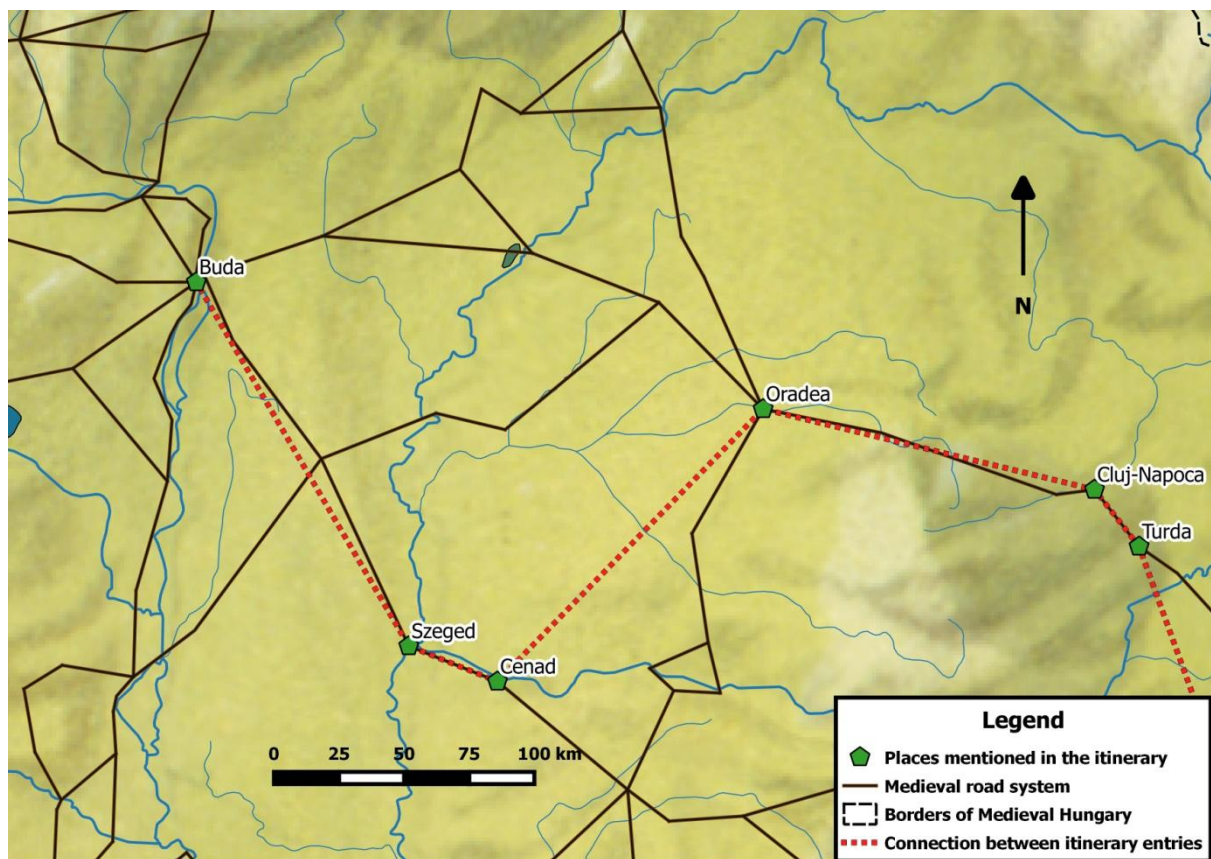 Buda
N
Oradea
Cluj-Napoca
Turda
Szeged
Cenad
0 25 50 75 100 km
Legend
Places mentioned in the itinerary
Medieval road system
Borders of Medieval Hungary
Connection between itinerary entries